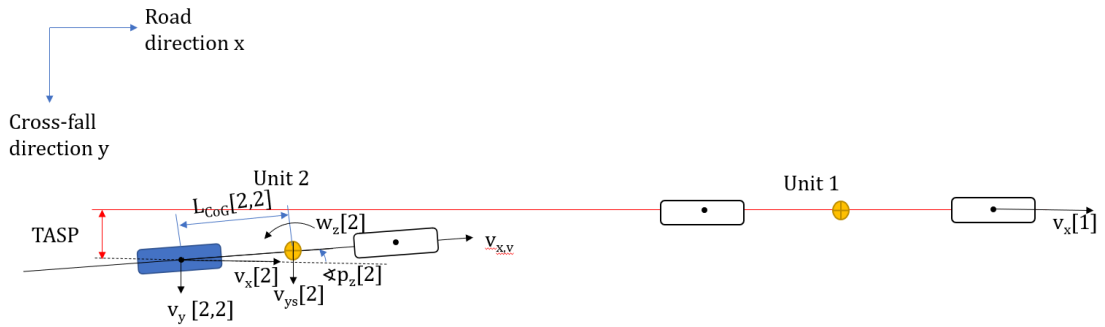 Road
direction x
Cross-fall
direction y
Unit 2
Unit 1
L_CoG[2,2]
w_z[2]
TASP
v_x,v
v_x[1]
v_x[2]
∢p_z[2]
v_ys[2]
v_y [2,2]